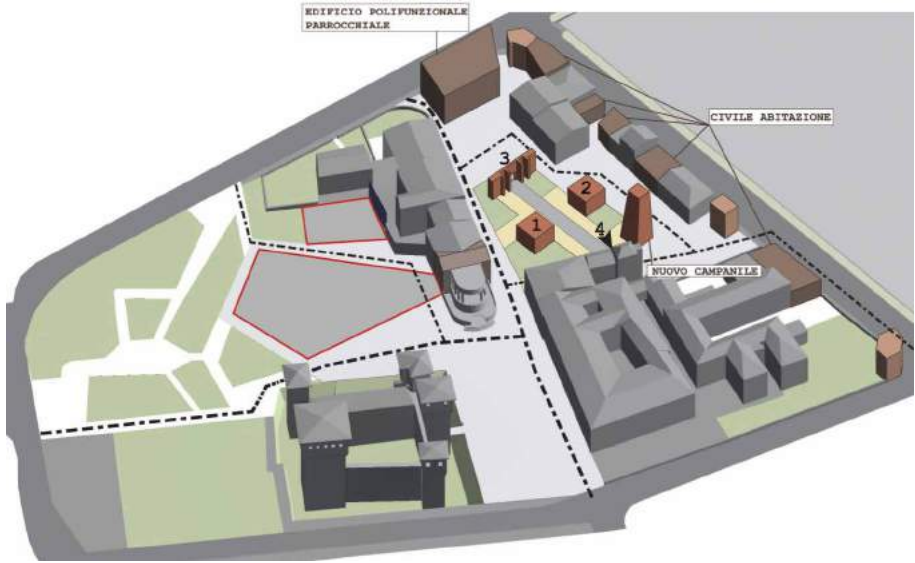 EDIFICIO POLIFUNZIONALE
PARROCCHIALE
CIVILE ABITAZIONE
3
2
1
4
NUOVO CAMPANILE